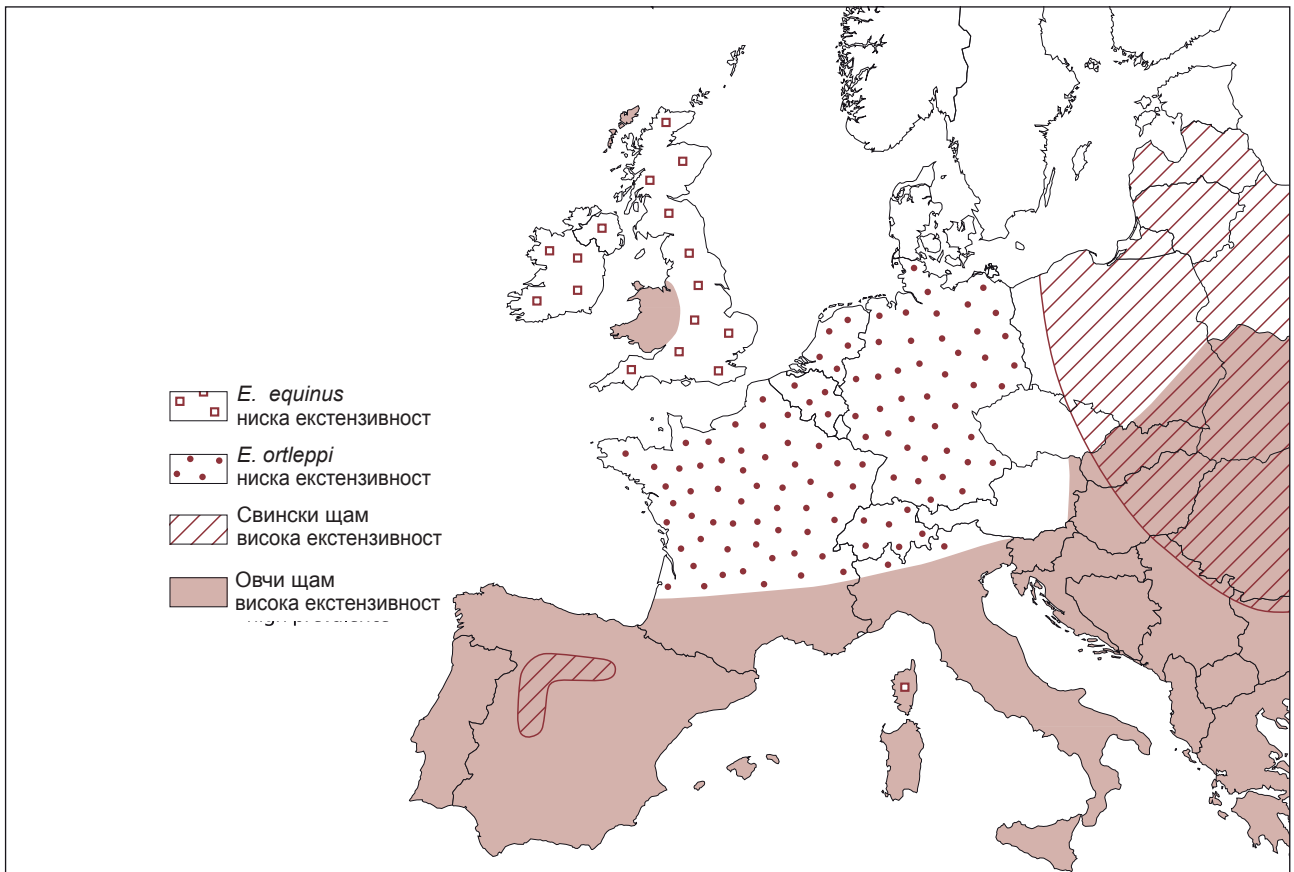 E. equinus
ниска екстензивност
E. ortleppi
ниска екстензивност
Свински щам
висока екстензивност
Овчи щам
висока екстензивност